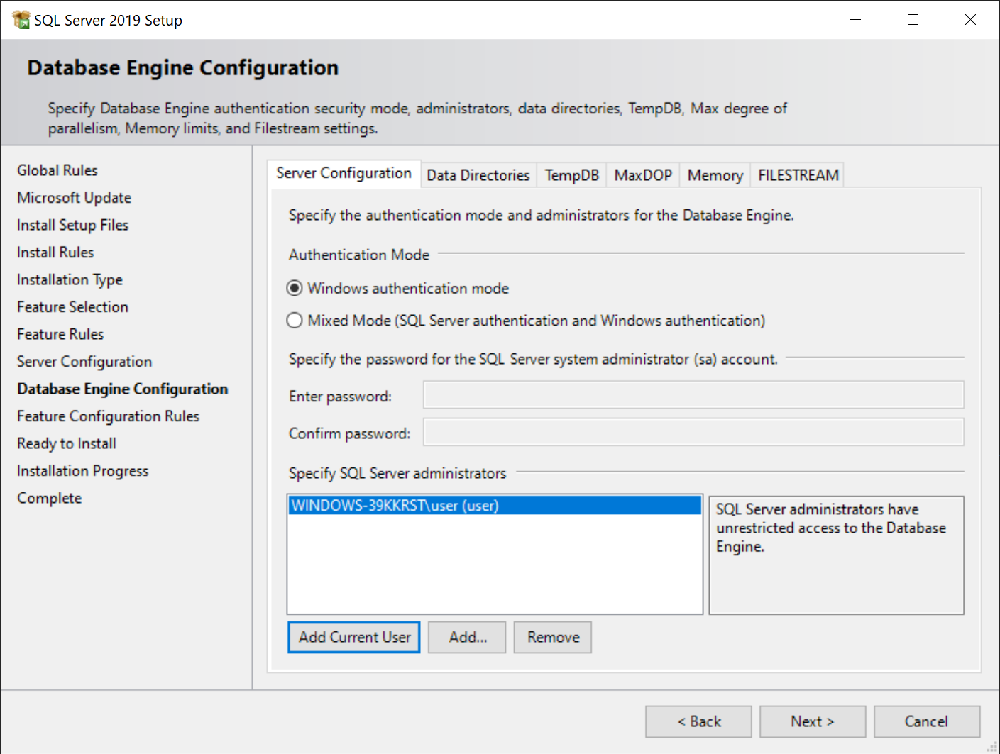 SQL Server 2019 Setup
Database Engine Configuration
Specify Database Engine authentication security mode, administrators, data directories, TempDB, Max degree of
parallelism, Memory limits, and Filestream settings.
Global Rules
Microsoft Update
Install Setup Files
Install Rules
Installation Type
Feature Selection
Feature Rules
Server Configuration
Database Engine Configuration
Feature Configuration Rules
Ready to Install
Installation Progress
Complete
Server Configuration Data Directories TempDB MaxDOP Memory FILESTREAM
Specify the authentication mode and administrators for the Database Engine.
Authentication Mode
Windows authentication mode
Mixed Mode (SQL Server authentication and Windows authentication)
Specify the password for the SQL Server system administrator (sa) account.
Enter password:
Confirm password:
Specify SQL Server administrators
WINDOWS-39KKRST\user (user)
SQL Server administrators have
unrestricted access to the Database
Engine.
Add Current User Add... Remove
< Back Next > Cancel